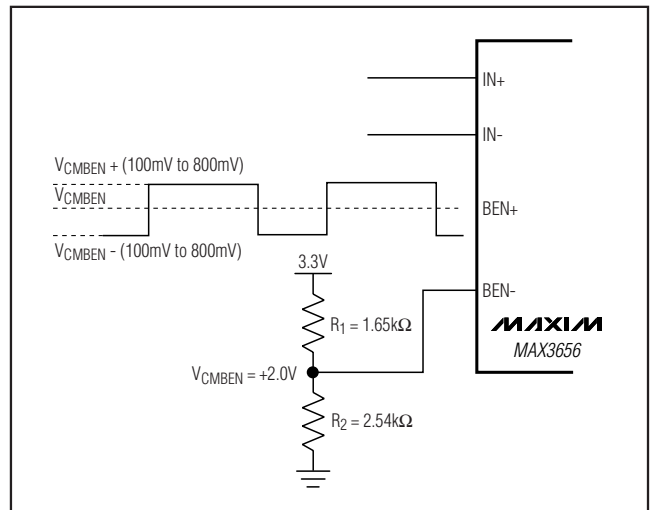 IN+
IN-
VCMBEN + (100mV to 800mV)
VCMBEN
BEN+
VCMBEN - (100mV to 800mV)
3.3V
BEN-
R1 = 1.65kΩ
MAXIM
MAX3656
VCMBEN = +2.0V
R2 = 2.54kΩ